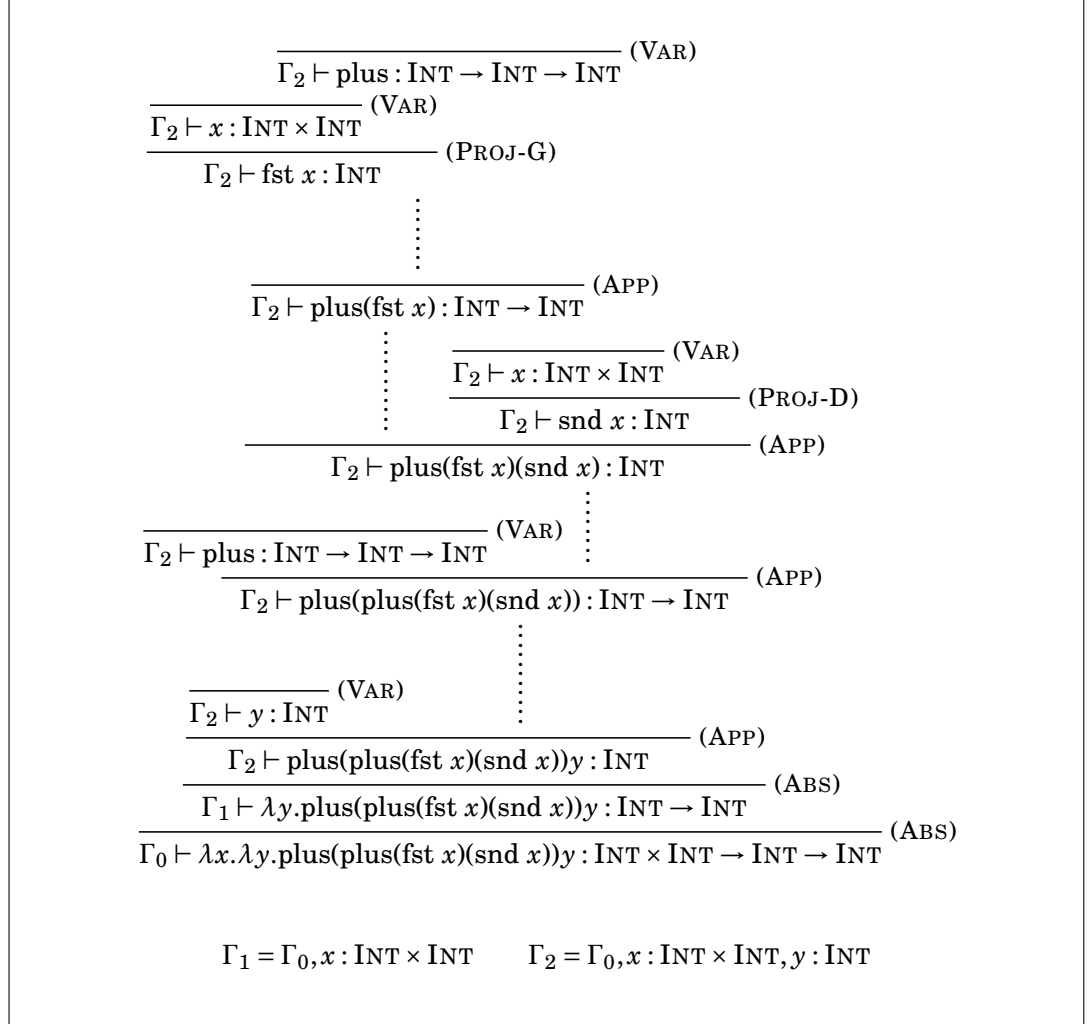 (VAR)
Γ₂ ⊢ plus : INT → INT → INT
(VAR)
Γ₂ ⊢ x : INT × INT
(PROJ-G)
Γ₂ ⊢ fst x : INT
(APP)
Γ₂ ⊢ plus(fst x) : INT → INT
(VAR)
Γ₂ ⊢ x : INT × INT
(PROJ-D)
Γ₂ ⊢ snd x : INT
(APP)
Γ₂ ⊢ plus(fst x)(snd x) : INT
(VAR)
Γ₂ ⊢ plus : INT → INT → INT
(APP)
Γ₂ ⊢ plus(plus(fst x)(snd x)) : INT → INT
(VAR)
Γ₂ ⊢ y : INT
(APP)
Γ₂ ⊢ plus(plus(fst x)(snd x))y : INT
(ABS)
Γ₁ ⊢ λy.plus(plus(fst x)(snd x))y : INT → INT
(ABS)
Γ₀ ⊢ λx.λy.plus(plus(fst x)(snd x))y : INT × INT → INT → INT
Γ₁ = Γ₀, x : INT × INT Γ₂ = Γ₀, x : INT × INT, y : INT